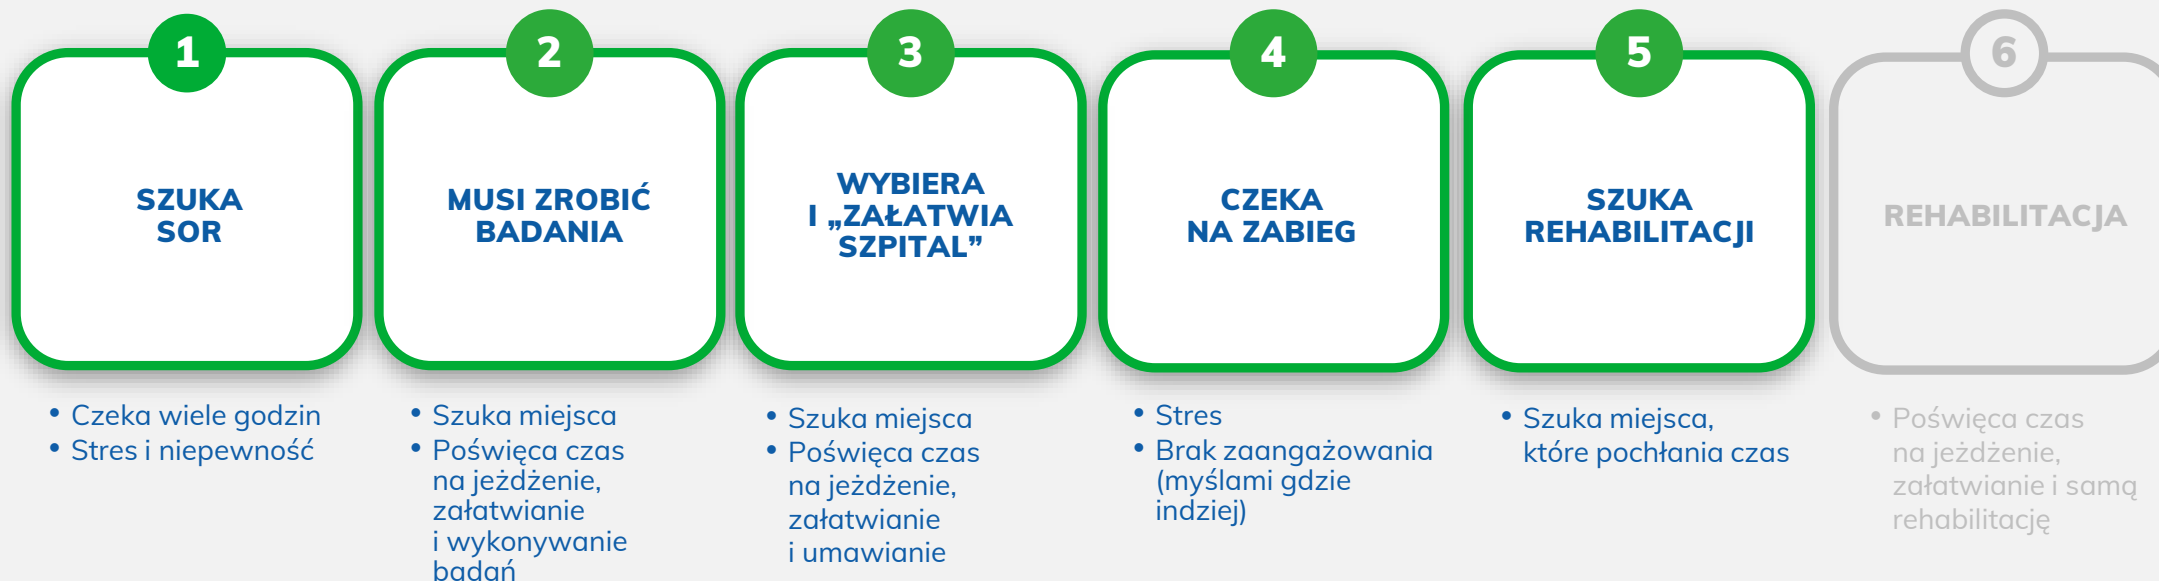 1
SZUKA
SOR
• Czeka wiele godzin
• Stres i niepewność
2
MUSI ZROBIĆ
BADANIA
• Szuka miejsca
• Poświęca czas
na jeżdżenie,
załatwianie
i wykonywanie
badań
3
WYBIERA
I „ZAŁATWIA
SZPITAL”
• Szuka miejsca
• Poświęca czas
na jeżdżenie,
załatwianie
i umawianie
4
CZEKA
NA ZABIEG
• Stres
• Brak zaangażowania
(myślami gdzie
indziej)
5
SZUKA
REHABILITACJI
• Szuka miejsca,
które pochłania czas
6
REHABILITACJA
• Poświęca czas
na jeżdżenie,
załatwianie i samą
rehabilitację